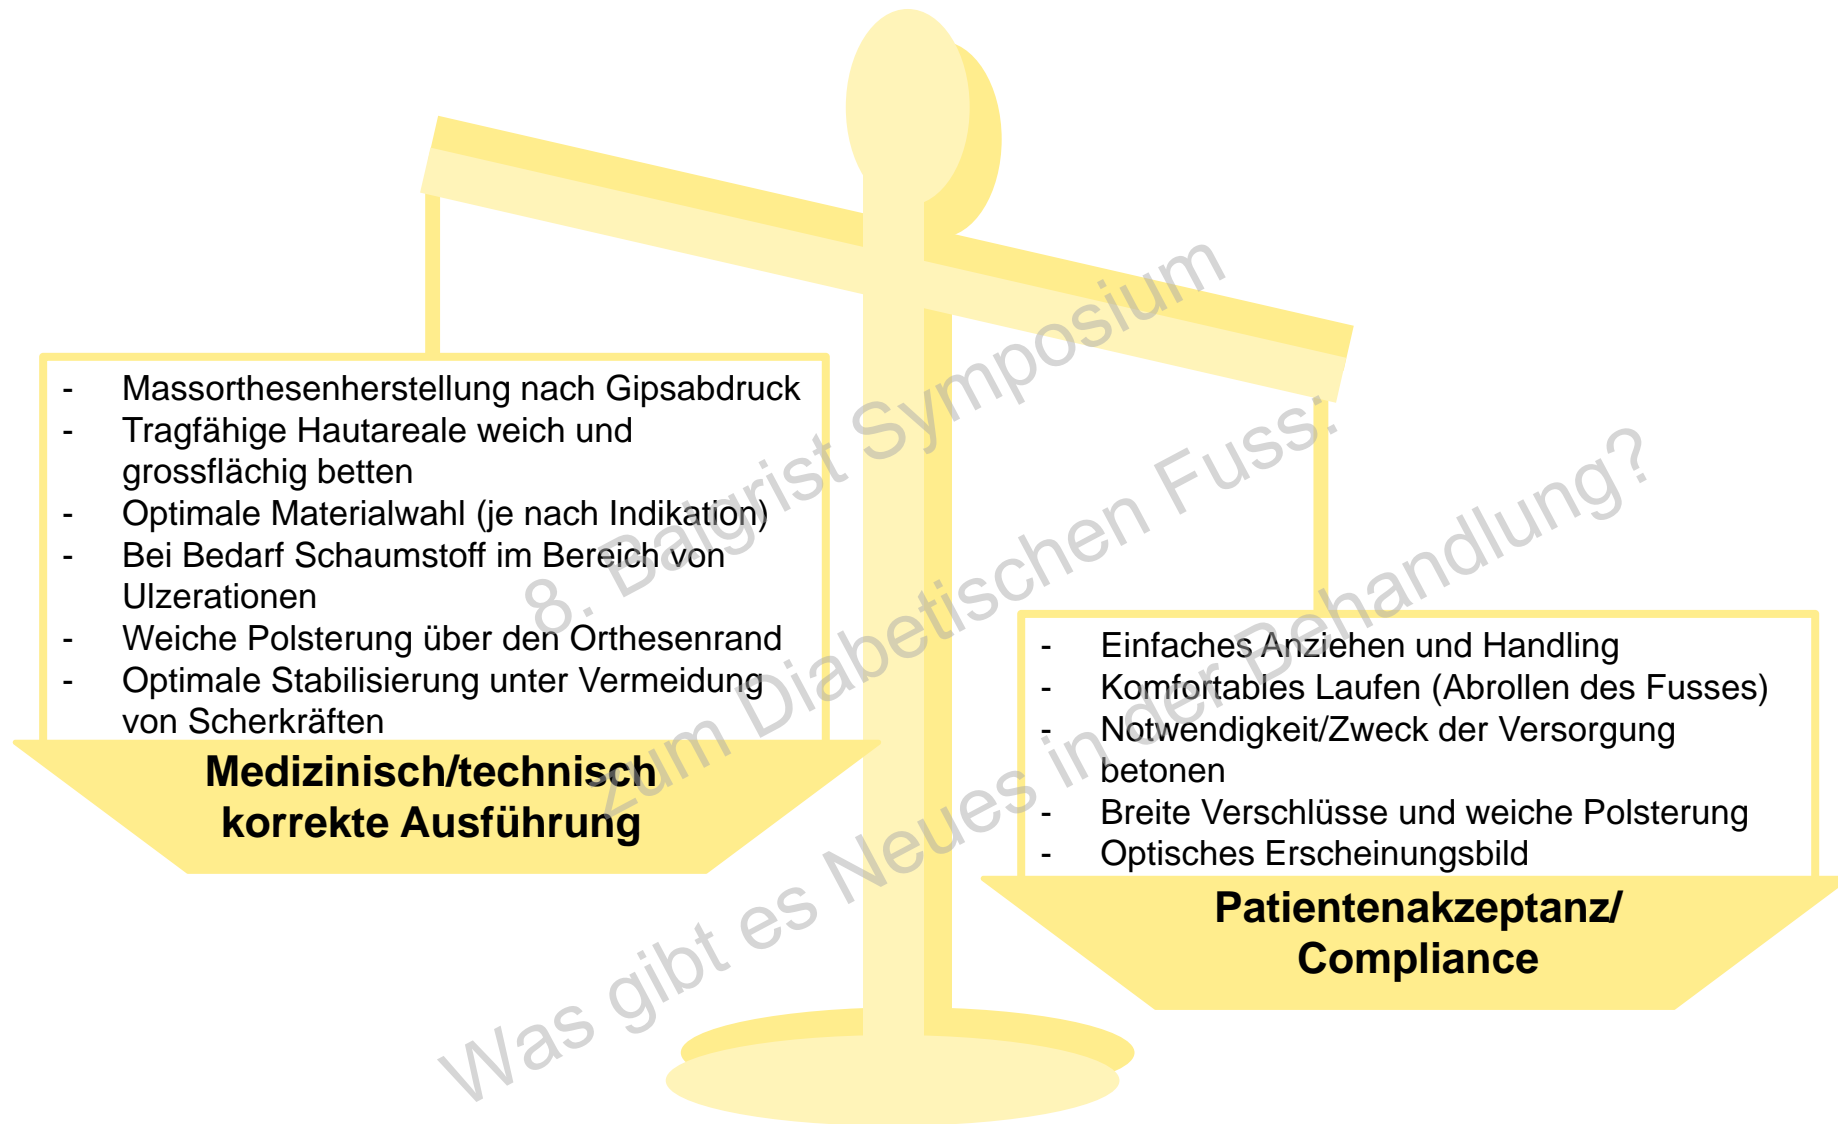 - Massorthesenherstellung nach Gipsabdruck
- Tragfähige Hautareale weich und
grossflächig betten
- Optimale Materialwahl (je nach Indikation)
- Bei Bedarf Schaumstoff im Bereich von
Ulzerationen
- Weiche Polsterung über den Orthesenrand
- Optimale Stabilisierung unter Vermeidung
von Scherkräften
Medizinisch/technisch
korrekte Ausführung
- Einfaches Anziehen und Handling
- Komfortables Laufen (Abrollen des Fusses)
- Notwendigkeit/Zweck der Versorgung
betonen
- Breite Verschlüsse und weiche Polsterung
- Optisches Erscheinungsbild
Patientenakzeptanz/
Compliance
8. Balgrist Symposium
zum Diabetischen Fuss:
Was gibt es Neues in der Behandlung?